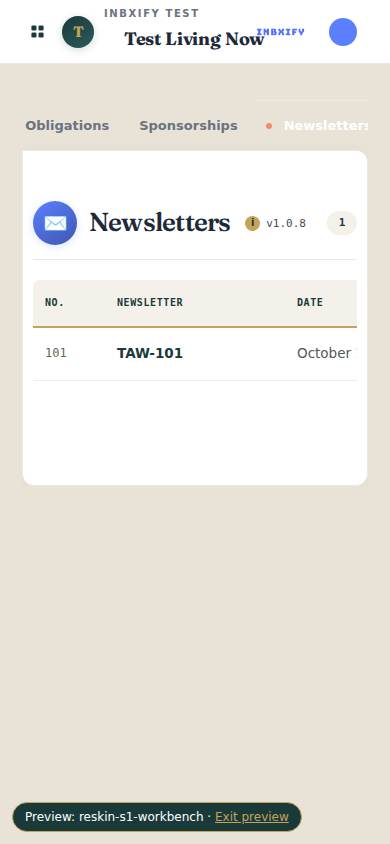 INBXIFY TEST
T
Test Living Now
INBXIFY
Obligations
Sponsorships
Newsletters
Newsletters
i
v1.0.8
1
NO.
NEWSLETTER
DATE
101
TAW-101
October
Preview: reskin-s1-workbench · Exit preview